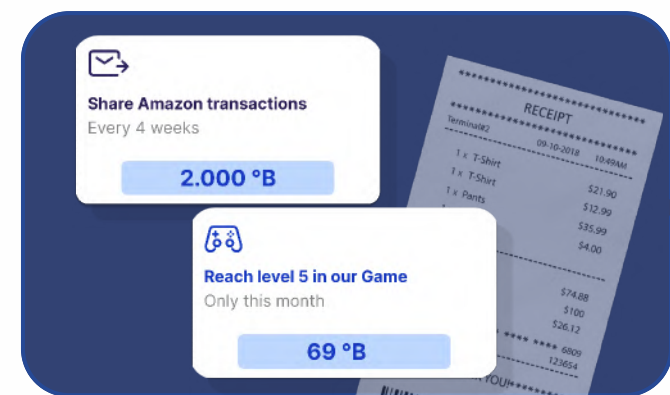 Share Amazon transactions
Every 4 weeks
2.000 °B
Reach level 5 in our Game
Only this month
69 °B
********************
RECEIPT
********************
Terminal#2 09-10-2018 10:49AM
1 x T-Shirt $21.90
1 x T-Shirt $12.99
1 x Pants $35.99
$4.00
$74.88
$100
$26.12
**** 6809
123654
YOU!